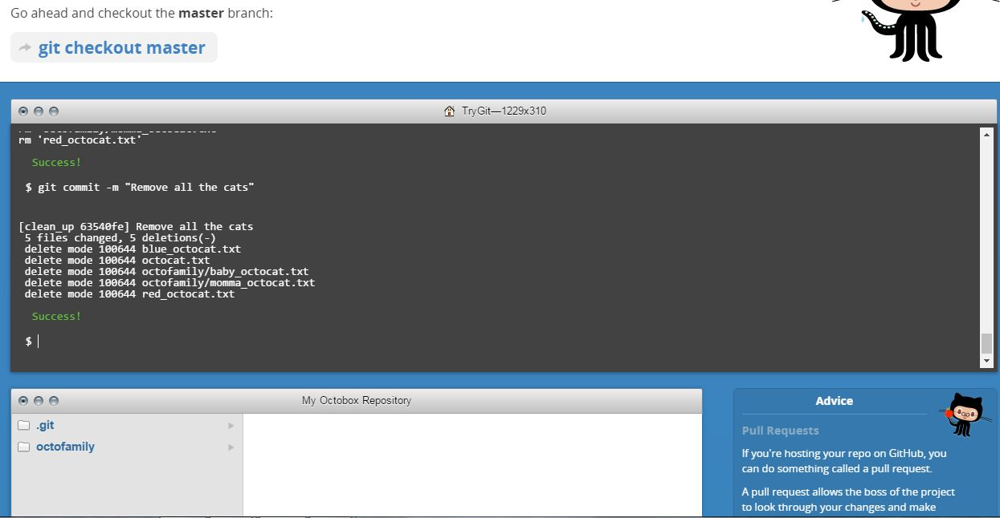 Go ahead and checkout the master branch:
git checkout master
TryGit—1229x310
rm 'red_octocat.txt'
Success!
$ git commit -m "Remove all the cats"
[clean_up 63540fe] Remove all the cats
5 files changed, 5 deletions(-)
delete mode 100644 blue_octocat.txt
delete mode 100644 octocat.txt
delete mode 100644 octofamily/baby_octocat.txt
delete mode 100644 octofamily/momma_octocat.txt
delete mode 100644 red_octocat.txt
Success!
$
My Octobox Repository
.git
octofamily
Advice
Pull Requests
If you're hosting your repo on GitHub, you
can do something called a pull request.
A pull request allows the boss of the project
to look through your changes and make